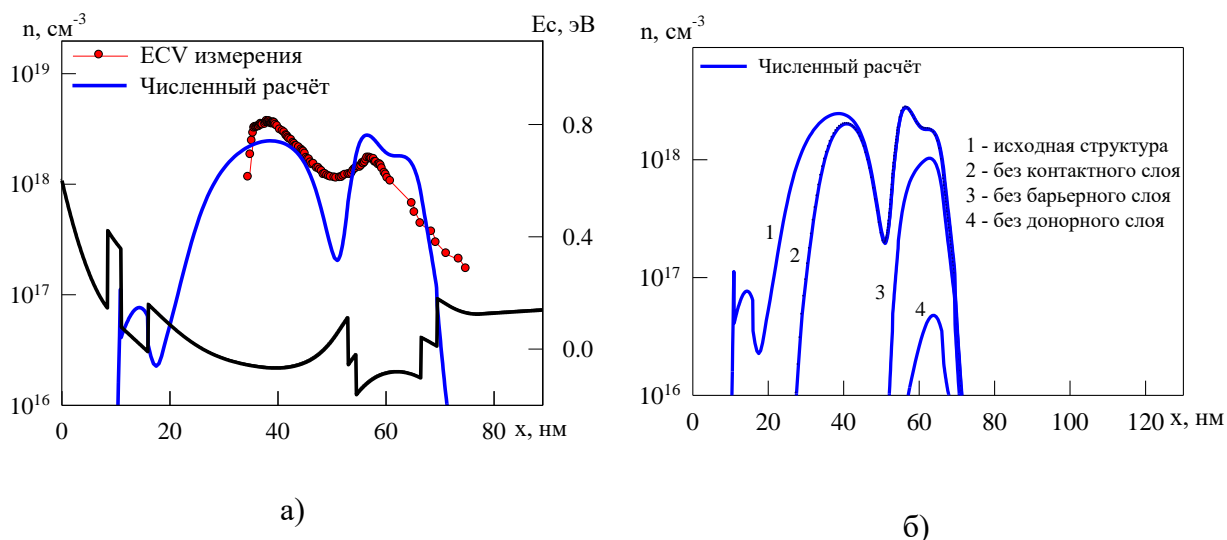 n, см-3
Ec, эВ
ECV измерения
Численный расчёт
10^19
10^18
10^17
10^16
0.8
0.4
0.0
0
20
40
60
80
x, нм
а)
n, см-3
Численный расчёт
1 - исходная структура
2 - без контактного слоя
3 - без барьерного слоя
4 - без донорного слоя
10^18
10^17
10^16
1
2
3
4
0
20
40
60
80
100
120
x, нм
б)